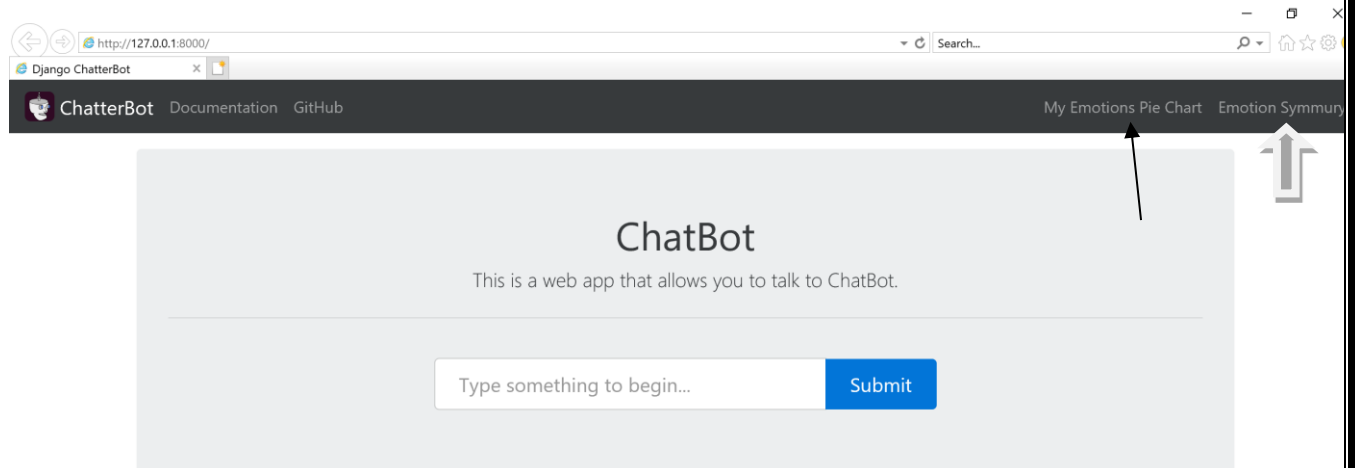 http://127.0.0.1:8000/
Search...
Django ChatterBot
ChatterBot Documentation GitHub My Emotions Pie Chart Emotion Symmury
ChatBot
This is a web app that allows you to talk to ChatBot.
Type something to begin... Submit